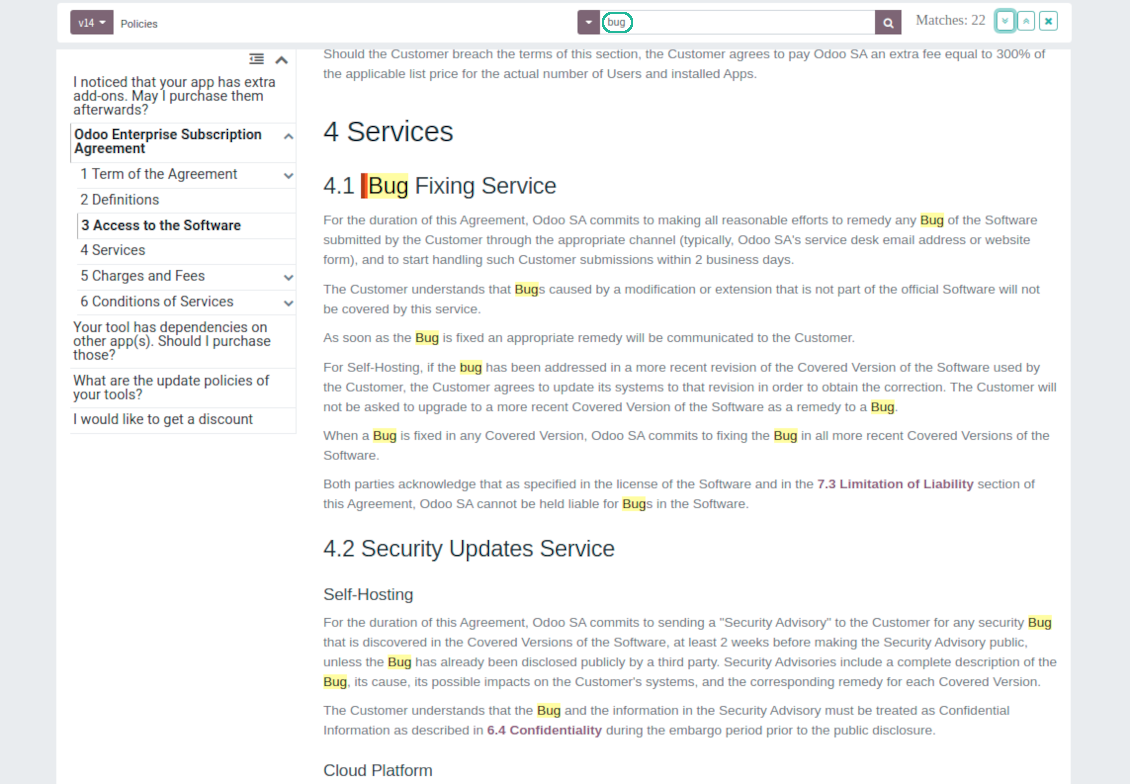 v14 Policies bug Matches: 22
I noticed that your app has extra
add-ons. May I purchase them
afterwards?
Odoo Enterprise Subscription
Agreement
1 Term of the Agreement
2 Definitions
3 Access to the Software
4 Services
5 Charges and Fees
6 Conditions of Services
Your tool has dependencies on
other app(s). Should I purchase
those?
What are the update policies of
your tools?
I would like to get a discount
Should the Customer breach the terms of this section, the Customer agrees to pay Odoo SA an extra fee equal to 300% of
the applicable list price for the actual number of Users and installed Apps.
4 Services
4.1 Bug Fixing Service
For the duration of this Agreement, Odoo SA commits to making all reasonable efforts to remedy any Bug of the Software
submitted by the Customer through the appropriate channel (typically, Odoo SA's service desk email address or website
form), and to start handling such Customer submissions within 2 business days.
The Customer understands that Bugs caused by a modification or extension that is not part of the official Software will not
be covered by this service.
As soon as the Bug is fixed an appropriate remedy will be communicated to the Customer.
For Self-Hosting, if the bug has been addressed in a more recent revision of the Covered Version of the Software used by
the Customer, the Customer agrees to update its systems to that revision in order to obtain the correction. The Customer will
not be asked to upgrade to a more recent Covered Version of the Software as a remedy to a Bug.
When a Bug is fixed in any Covered Version, Odoo SA commits to fixing the Bug in all more recent Covered Versions of the
Software.
Both parties acknowledge that as specified in the license of the Software and in the 7.3 Limitation of Liability section of
this Agreement, Odoo SA cannot be held liable for Bugs in the Software.
4.2 Security Updates Service
Self-Hosting
For the duration of this Agreement, Odoo SA commits to sending a "Security Advisory" to the Customer for any security Bug
that is discovered in the Covered Versions of the Software, at least 2 weeks before making the Security Advisory public,
unless the Bug has already been disclosed publicly by a third party. Security Advisories include a complete description of the
Bug, its cause, its possible impacts on the Customer's systems, and the corresponding remedy for each Covered Version.
The Customer understands that the Bug and the information in the Security Advisory must be treated as Confidential
Information as described in 6.4 Confidentiality during the embargo period prior to the public disclosure.
Cloud Platform